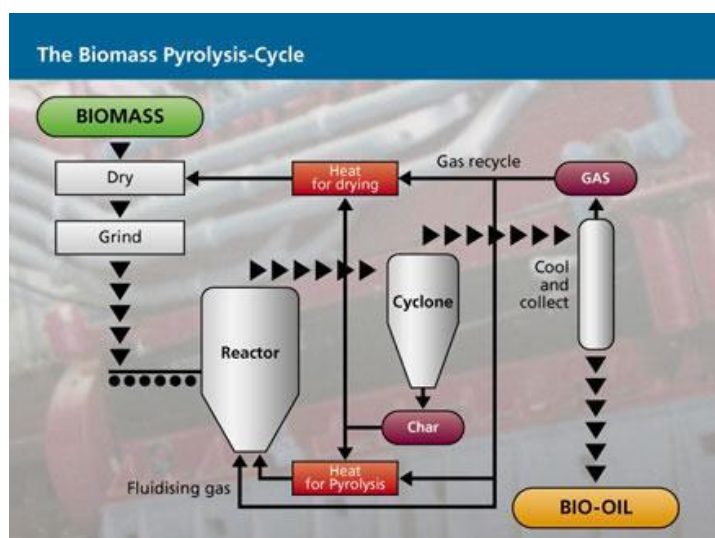 The Biomass Pyrolysis-Cycle
BIOMASS
Dry
Heat
for drying
Gas recycle
GAS
Grind
Cool
and
collect
Cyclone
Reactor
Char
Heat
for Pyrolysis
Fluidising gas
BIO-OIL